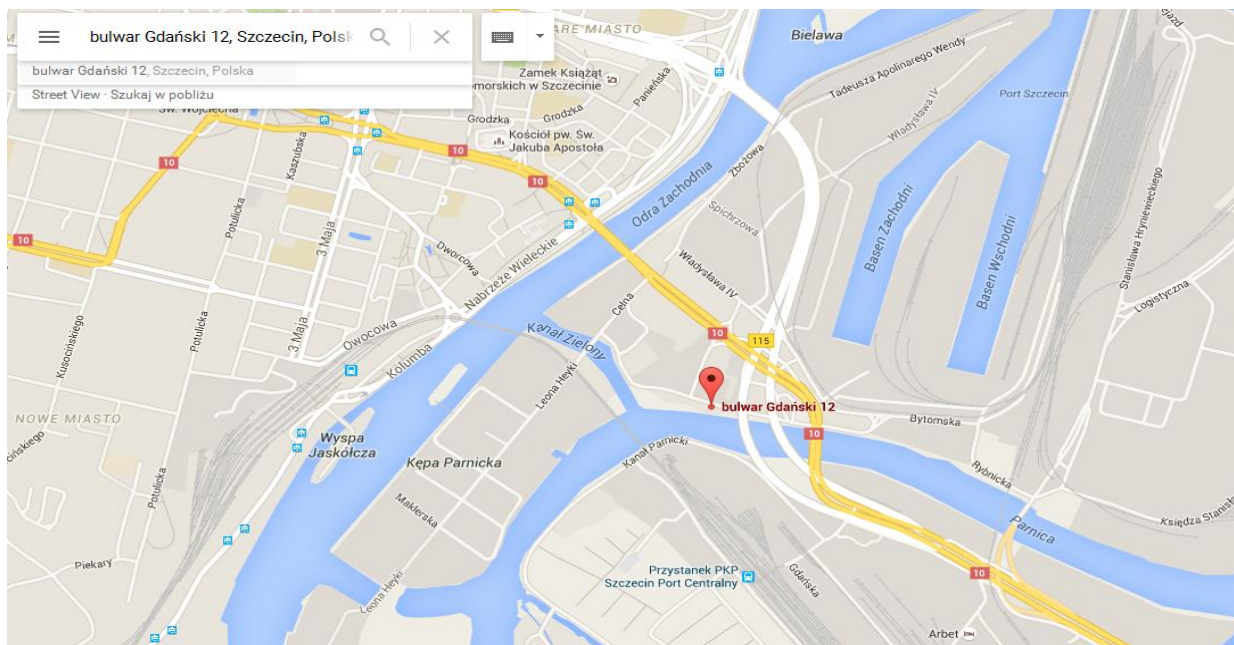 bulwar Gdański 12, Szczecin, Polsk
bulwar Gdański 12, Szczecin, Polska
Street View · Szukaj w pobliżu
ARE MIASTO
Bielawa
Zamek Książąt
omorskich w Szczecinie
Panieńska
Tadeusza Apolinarego Wendy
Port Szczecin
Władysława IV
Św. Wojciecha
Grodzka
Grodzka
Kościół pw. Św.
Jakuba Apostoła
Kaszubska
10
10
10
10
Potulicka
3 Maja
Dworcowa
Nabrzeże Wieleckie
Odra Zachodnia
Zbożowa
Spichrzowa
Władysława IV
Basen Zachodni
Basen Wschodni
Stanisława Hryniewieckiego
Logistyczna
Celna
Kanał Zielony
Owocowa
Kolumba
3 Maja
Potulicka
Kusocińskiego
10
115
Leona Heyki
bulwar Gdański 12
Bytomska
10
NOWE MIASTO
Wyspa
Jaskółcza
Kępa Parnicka
Kanał Parnicki
Rybnicka
Parnica
Księdza Stanisł
Potulicka
Maklerska
Piekary
Leona Heyki
Przystanek PKP
Szczecin Port Centralny
Gdańska
10
Arbet